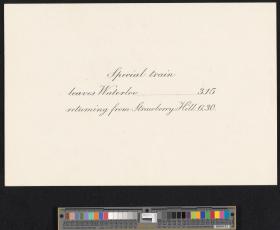 Special train
leaves Waterloo 3.15
returning from Strawberry Hill 6.30.